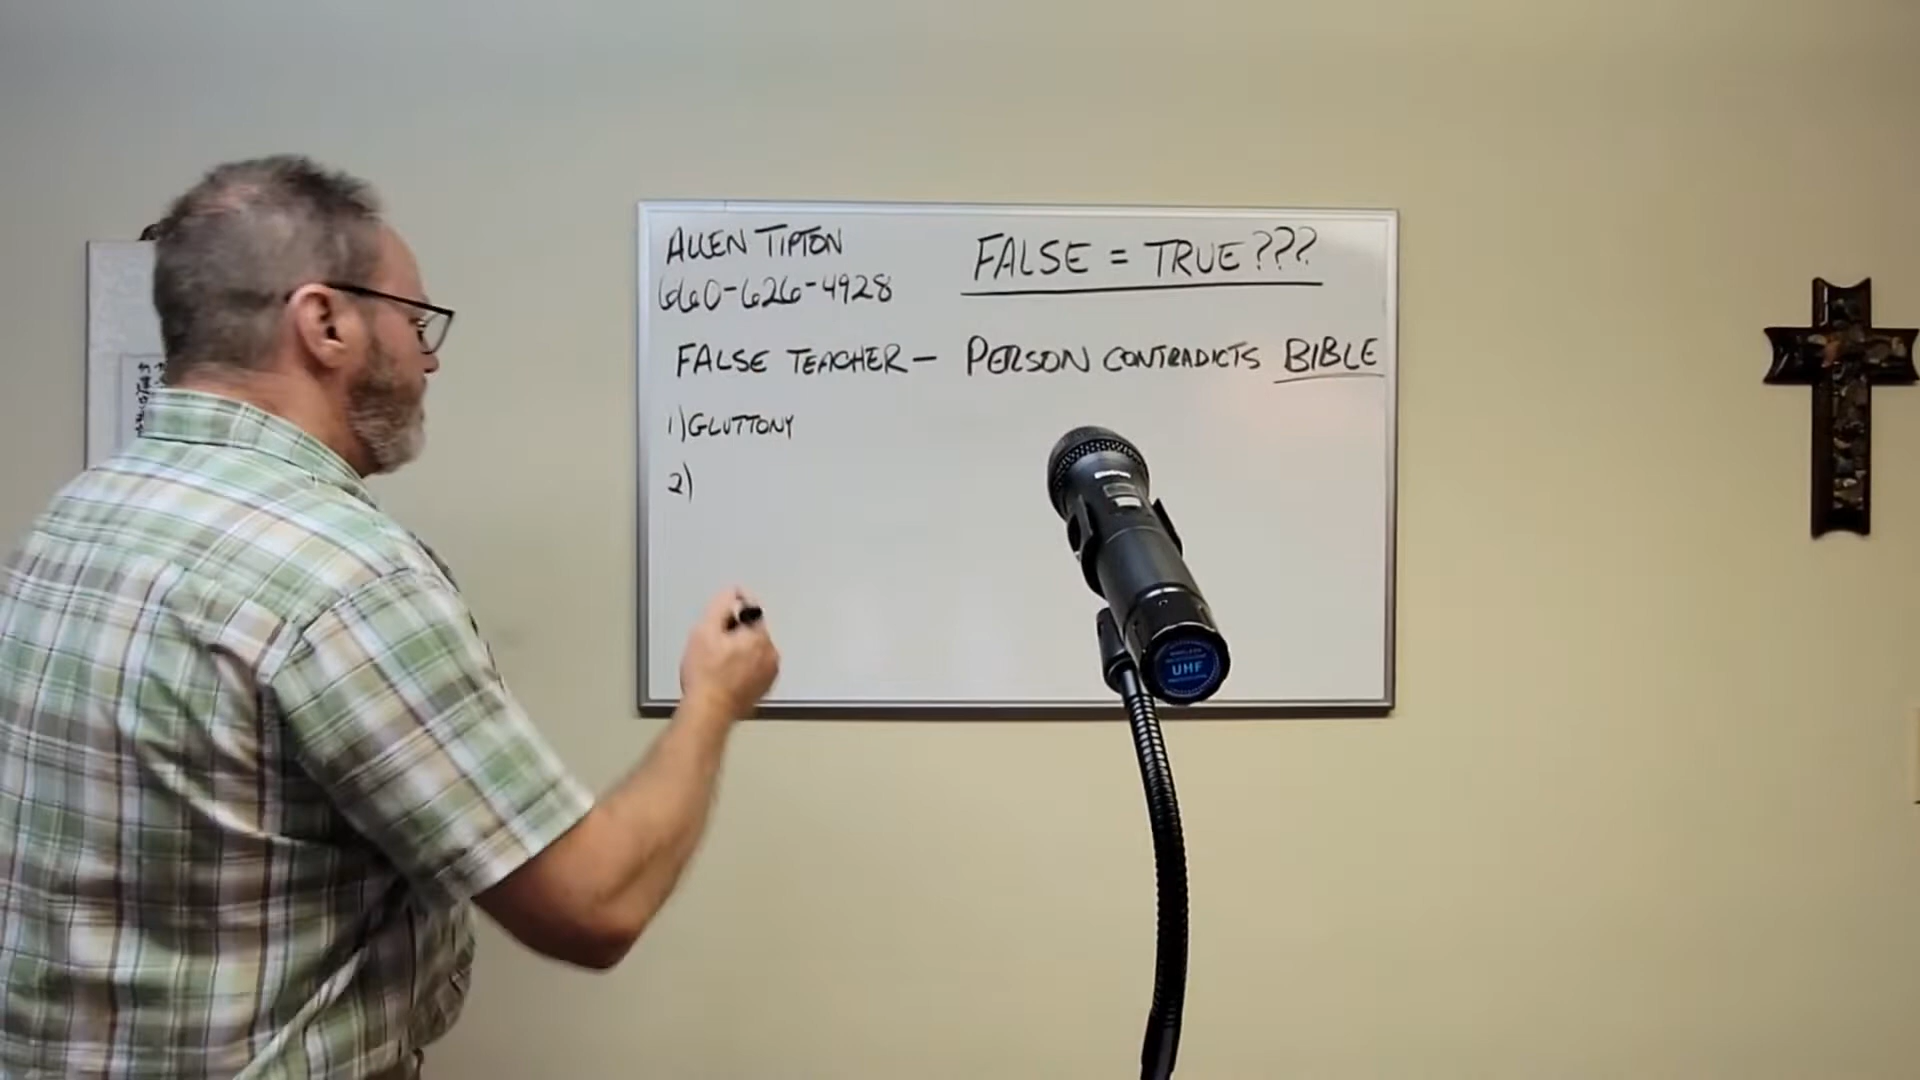 ALLEN TIPTON
660-626-4928
FALSE = TRUE???
FALSE TEACHER - PERSON CONTRADICTS BIBLE
1) GLUTTONY
2)
UHF